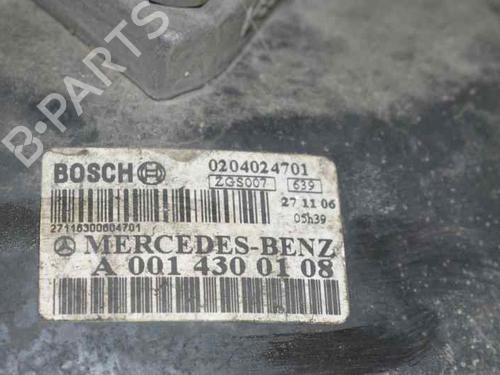 B-PARTS
BOSCH 0204024701
ZGS007 639
27 11 06
05h39
27116300604701
MERCEDES-BENZ
A 001 430 01 08